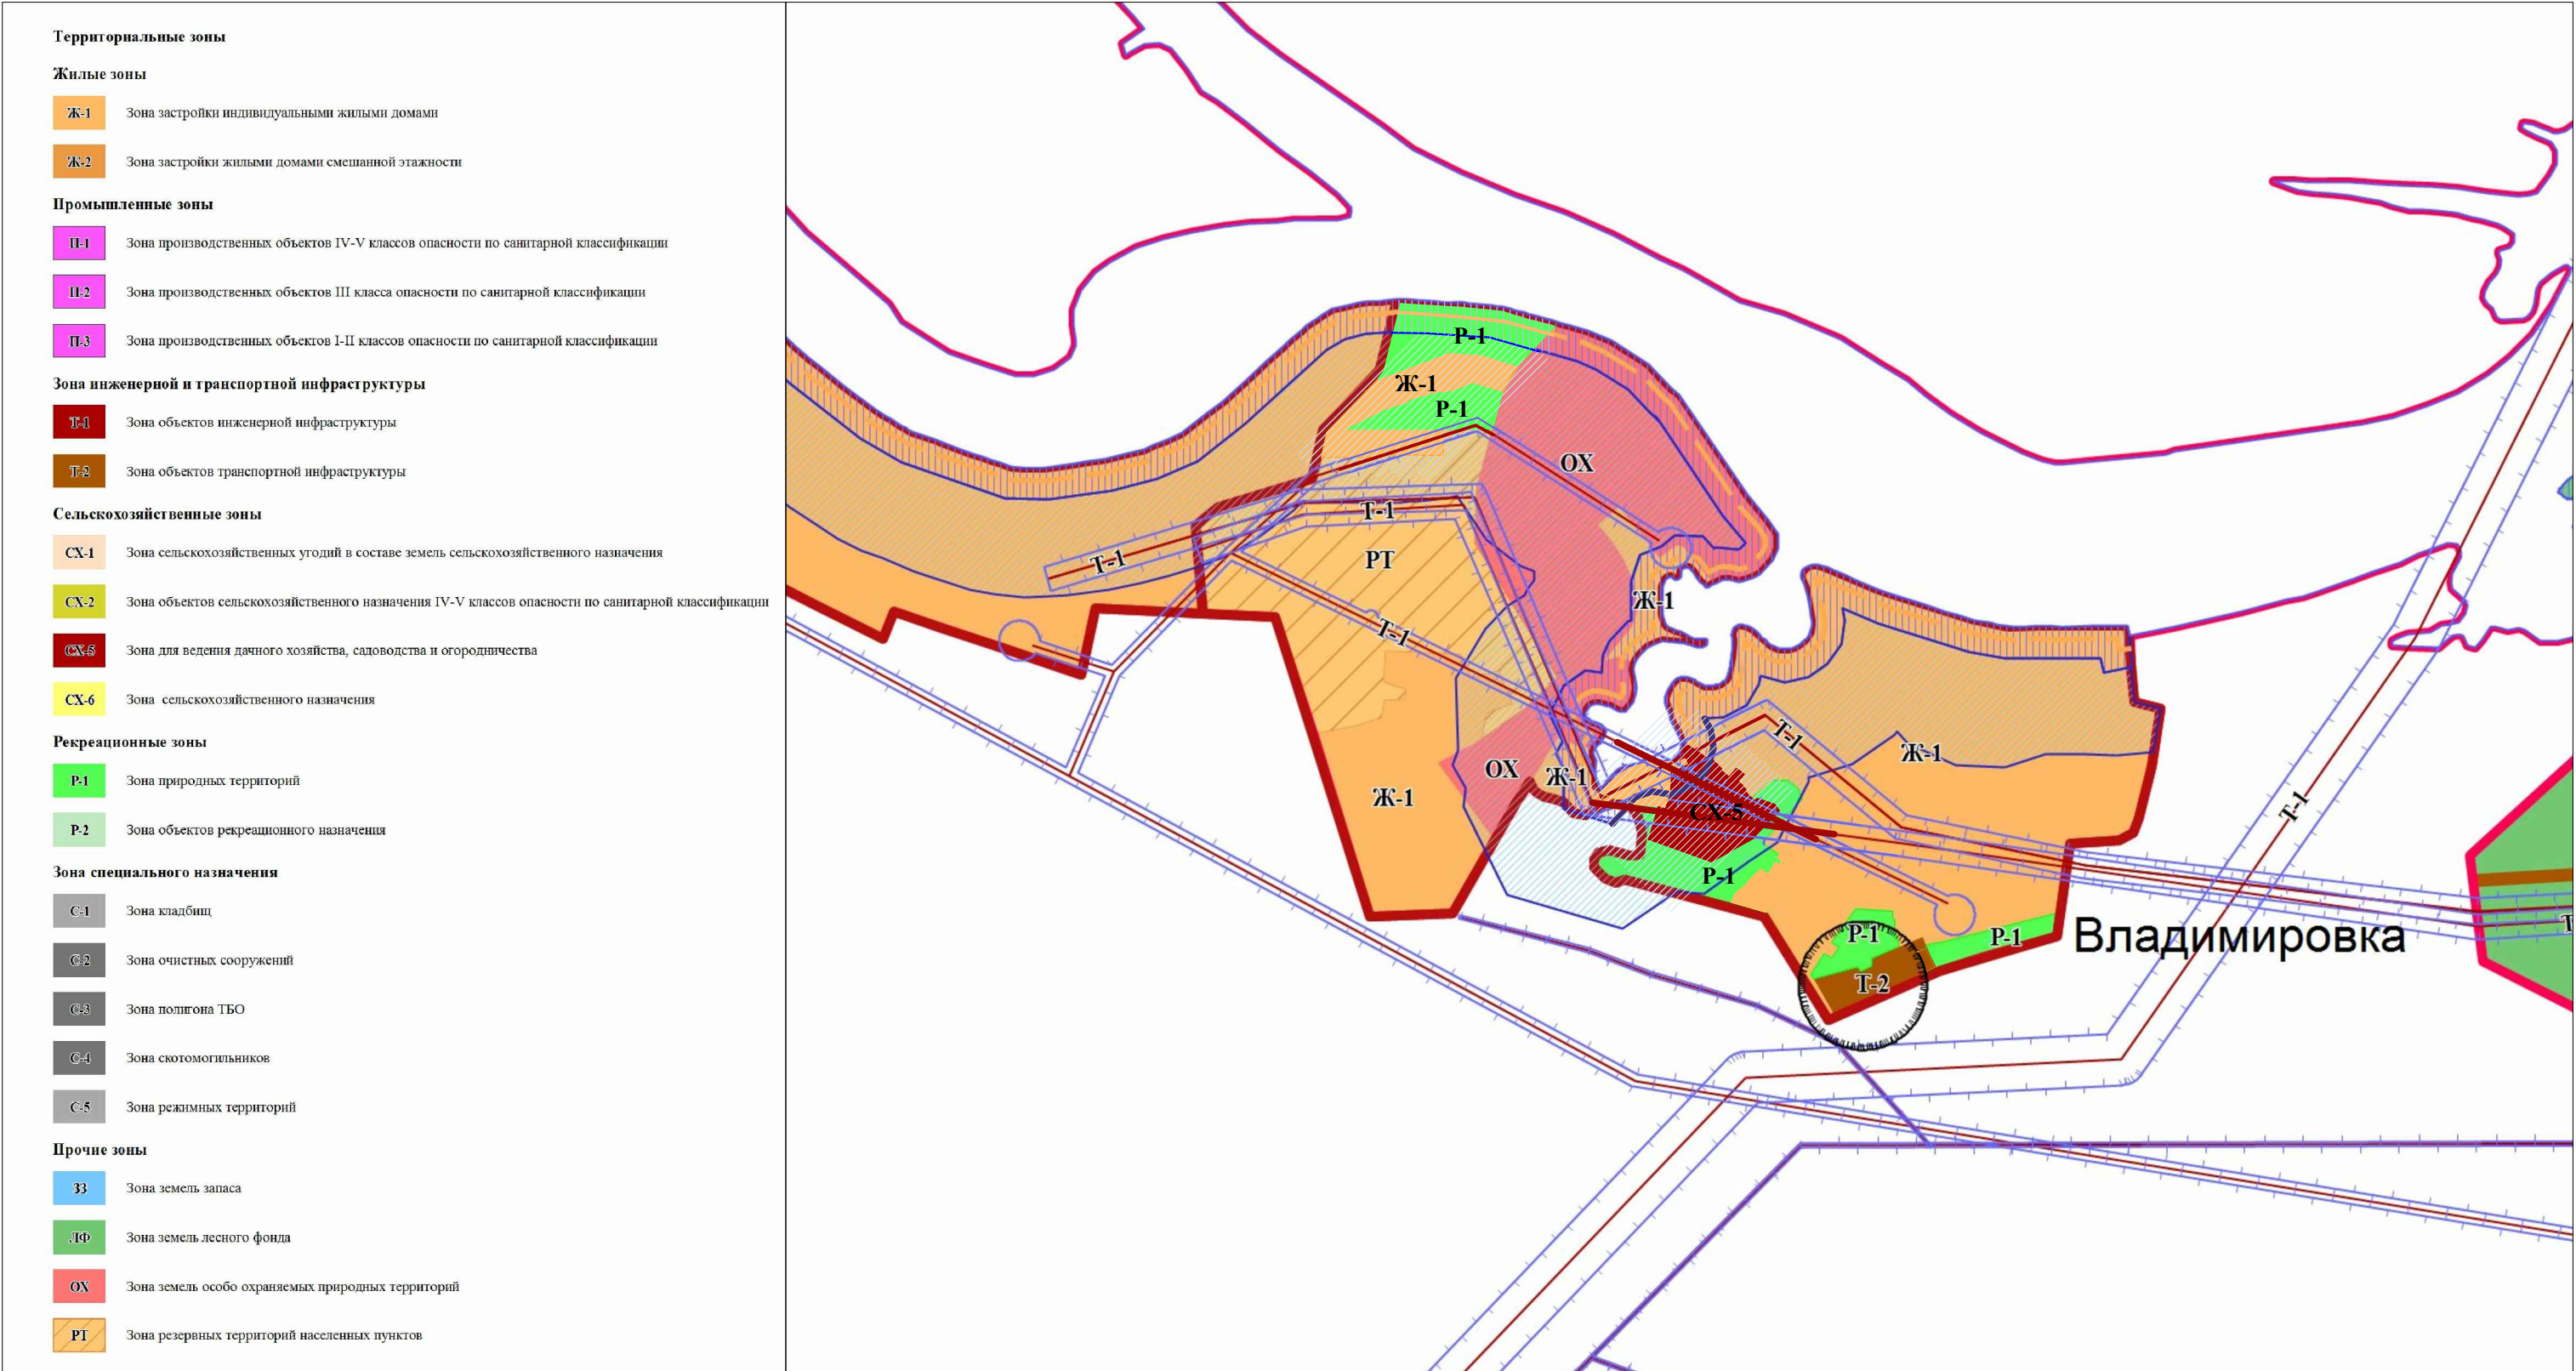 Территориальные зоны
Жилые зоны
Ж-1 Зона застройки индивидуальными жилыми домами
Ж-2 Зона застройки жилыми домами смешанной этажности
Промышленные зоны
П-1 Зона производственных объектов IV-V классов опасности по санитарной классификации
П-2 Зона производственных объектов III класса опасности по санитарной классификации
П-3 Зона производственных объектов I-II классов опасности по санитарной классификации
Зона инженерной и транспортной инфраструктуры
Т-1 Зона объектов инженерной инфраструктуры
Т-2 Зона объектов транспортной инфраструктуры
Сельскохозяйственные зоны
СХ-1 Зона сельскохозяйственных угодий в составе земель сельскохозяйственного назначения
СХ-2 Зона объектов сельскохозяйственного назначения IV-V классов опасности по санитарной классификации
СХ-5 Зона для ведения дачного хозяйства, садоводства и огородничества
СХ-6 Зона сельскохозяйственного назначения
Рекреационные зоны
Р-1 Зона природных территорий
Р-2 Зона объектов рекреационного назначения
Зона специального назначения
С-1 Зона кладбищ
С-2 Зона очистных сооружений
С-3 Зона полигона ТБО
С-4 Зона скотомогильников
С-5 Зона режимных территорий
Прочие зоны
ЗЗ Зона земель запаса
ЛФ Зона земель лесного фонда
ОХ Зона земель особо охраняемых природных территорий
РТ Зона резервных территорий населенных пунктов
Р-1
Ж-1
Р-1
ОХ
Т-1
Т-1
РТ
Ж-1
Т-1
Т-1
Ж-1
ОХ
Ж-1
Ж-1
СХ-5
Т-1
Р-1
Р-1
Р-1
Владимировка
Т-2